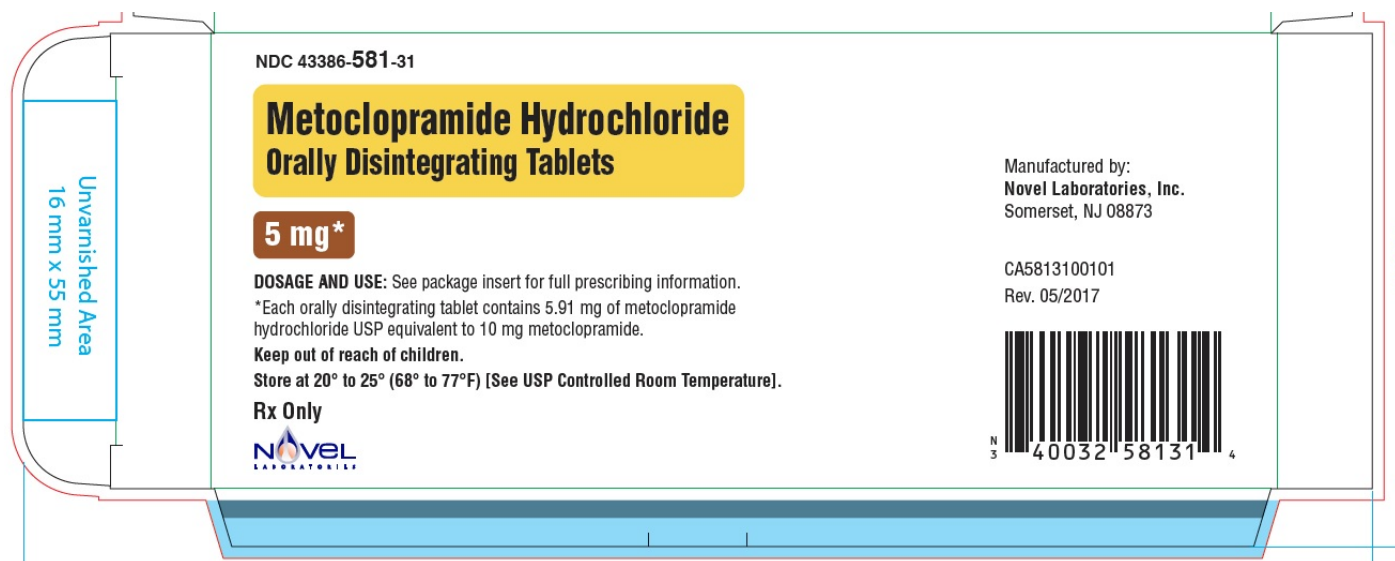 NDC 43386-581-31
Metoclopramide Hydrochloride
Orally Disintegrating Tablets
5 mg*
DOSAGE AND USE: See package insert for full prescribing information.
*Each orally disintegrating tablet contains 5.91 mg of metoclopramide
hydrochloride USP equivalent to 10 mg metoclopramide.
Keep out of reach of children.
Store at 20° to 25° (68° to 77°F) [See USP Controlled Room Temperature].
Rx Only
NOVEL
LABORATORIES
Unvarnished Area
16 mm x 55 mm
Manufactured by:
Novel Laboratories, Inc.
Somerset, NJ 08873
CA5813100101
Rev. 05/2017
N
3 40032 58131 4